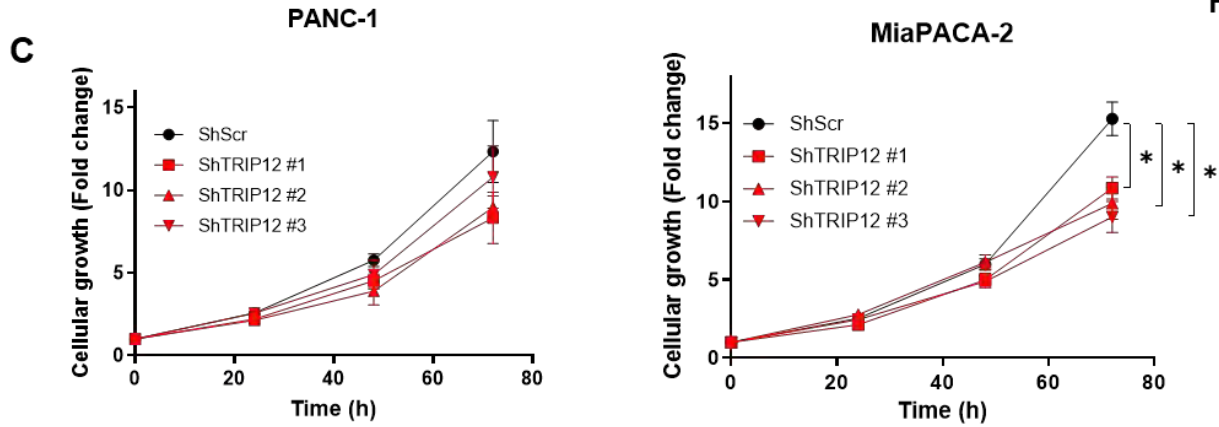 C
PANC-1
Cellular growth (Fold change)
15
10
5
0
ShScr
ShTRIP12 #1
ShTRIP12 #2
ShTRIP12 #3
0 20 40 60 80
Time (h)
MiaPACA-2
Cellular growth (Fold change)
15
10
5
0
ShScr
ShTRIP12 #1
ShTRIP12 #2
ShTRIP12 #3
* * *
0 20 40 60 80
Time (h)